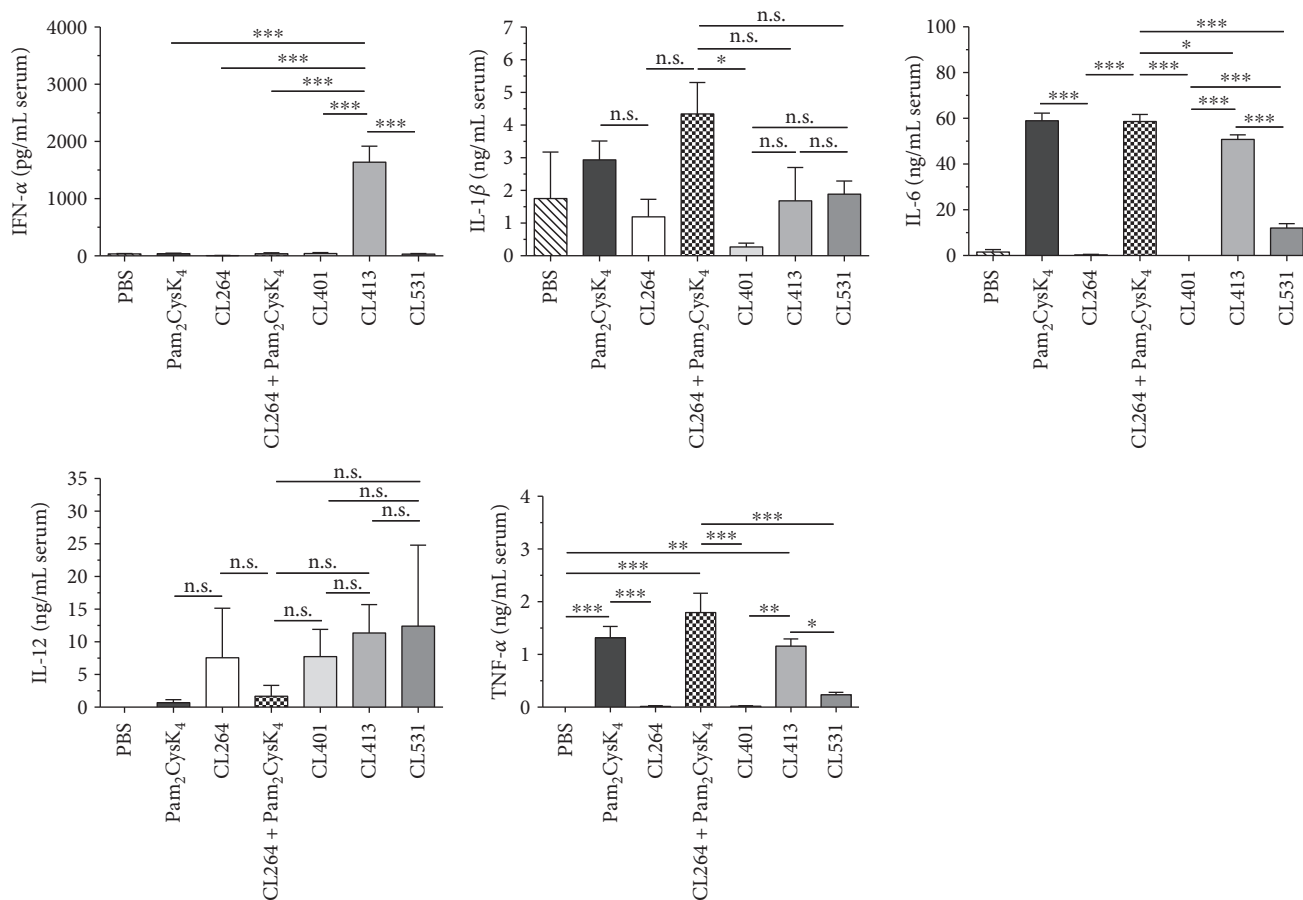 IFN-α (pg/mL serum)
4000
3000
2000
1000
0
***
***
***
***
***
PBS
Pam₂CysK₄
CL264
CL264 + Pam₂CysK₄
CL401
CL413
CL531
IL-1β (ng/mL serum)
7
6
5
4
3
2
1
0
n.s.
n.s.
n.s.
*
n.s.
n.s.
n.s.
n.s.
PBS
Pam₂CysK₄
CL264
CL264 + Pam₂CysK₄
CL401
CL413
CL531
IL-6 (ng/mL serum)
100
80
60
40
20
0
***
*
***
***
***
***
***
***
PBS
Pam₂CysK₄
CL264
CL264 + Pam₂CysK₄
CL401
CL413
CL531
IL-12 (ng/mL serum)
35
30
25
20
15
10
5
0
n.s.
n.s.
n.s.
n.s.
n.s.
n.s.
n.s.
n.s.
PBS
Pam₂CysK₄
CL264
CL264 + Pam₂CysK₄
CL401
CL413
CL531
TNF-α (ng/mL serum)
4
3
2
1
0
***
***
**
***
***
***
**
*
PBS
Pam₂CysK₄
CL264
CL264 + Pam₂CysK₄
CL401
CL413
CL531